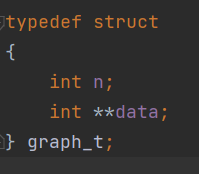 typedef struct
{
    int n;
    int **data;
} graph_t;